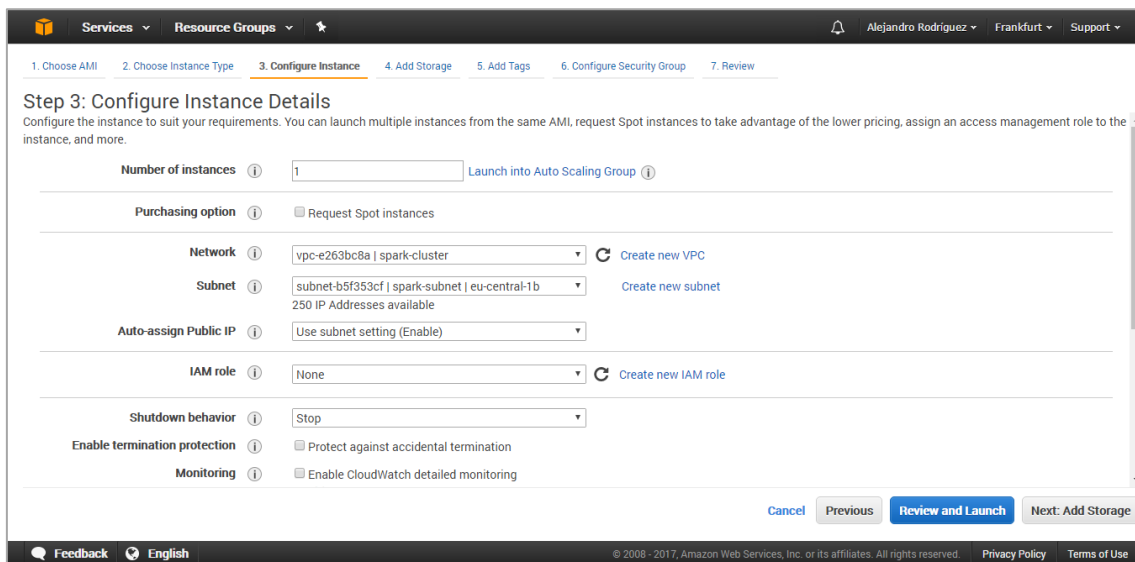 Services Resource Groups Alejandro Rodríguez Frankfurt Support
1. Choose AMI 2. Choose Instance Type 3. Configure Instance 4. Add Storage 5. Add Tags 6. Configure Security Group 7. Review
Step 3: Configure Instance Details
Configure the instance to suit your requirements. You can launch multiple instances from the same AMI, request Spot instances to take advantage of the lower pricing, assign an access management role to the
instance, and more.
Number of instances 1 Launch into Auto Scaling Group
Purchasing option Request Spot instances
Network vpc-e263bc8a | spark-cluster Create new VPC
Subnet subnet-b5f353cf | spark-subnet | eu-central-1b Create new subnet
250 IP Addresses available
Auto-assign Public IP Use subnet setting (Enable)
IAM role None Create new IAM role
Shutdown behavior Stop
Enable termination protection Protect against accidental termination
Monitoring Enable CloudWatch detailed monitoring
Cancel Previous Review and Launch Next: Add Storage
Feedback English © 2008 - 2017, Amazon Web Services, Inc. or its affiliates. All rights reserved. Privacy Policy Terms of Use